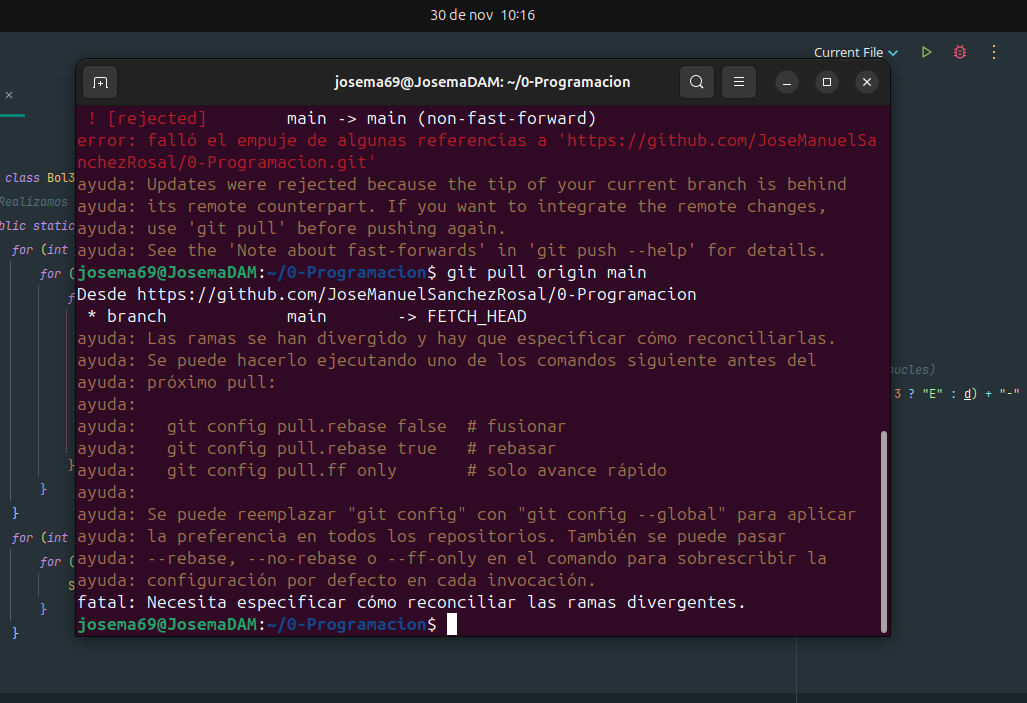 30 de nov 10:16
Current File
josema69@JosemaDAM: ~/0-Programacion
! [rejected]        main -> main (non-fast-forward)
error: falló el empuje de algunas referencias a 'https://github.com/JoseManuelSa
nchezRosal/0-Programacion.git'
ayuda: Updates were rejected because the tip of your current branch is behind
ayuda: its remote counterpart. If you want to integrate the remote changes,
ayuda: use 'git pull' before pushing again.
ayuda: See the 'Note about fast-forwards' in 'git push --help' for details.
josema69@JosemaDAM:~/0-Programacion$ git pull origin main
Desde https://github.com/JoseManuelSanchezRosal/0-Programacion
* branch            main       -> FETCH_HEAD
ayuda: Las ramas se han divergido y hay que especificar cómo reconciliarlas.
ayuda: Se puede hacerlo ejecutando uno de los comandos siguiente antes del
ayuda: próximo pull:
ayuda:
ayuda:   git config pull.rebase false  # fusionar
ayuda:   git config pull.rebase true   # rebasar
ayuda:   git config pull.ff only       # solo avance rápido
ayuda:
ayuda: Se puede reemplazar "git config" con "git config --global" para aplicar
ayuda: la preferencia en todos los repositorios. También se puede pasar
ayuda: --rebase, --no-rebase o --ff-only en el comando para sobrescribir la
ayuda: configuración por defecto en cada invocación.
fatal: Necesita especificar cómo reconciliar las ramas divergentes.
josema69@JosemaDAM:~/0-Programacion$
class Bol3
Realizamos
blic static
for (int
for (
f
}
}
}
for (int
for (
S
}
}
oucles)
3 ? "E" : d) + "-"